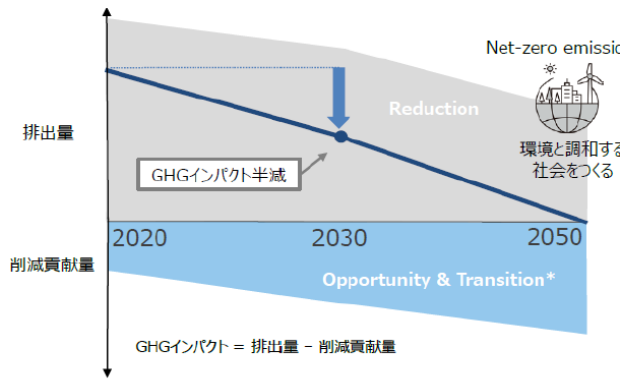 Net-zero emissio
排出量
Reduction
環境と調和する
社会をつくる
GHGインパクト半減
2020
2030
2050
削減貢献量
Opportunity & Transition*
GHGインパクト = 排出量 − 削減貢献量